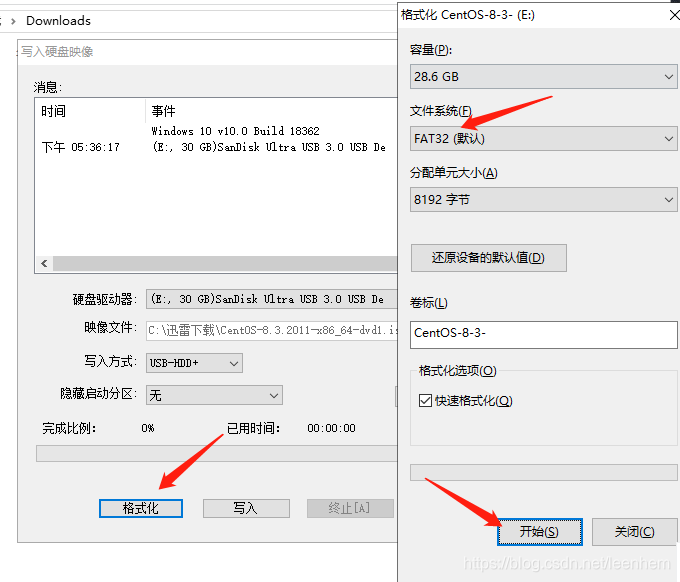 Downloads
写入硬盘映像
消息:
时间 事件
Windows 10 v10.0 Build 18362
下午 05:36:17 (E:, 30 GB)SanDisk Ultra USB 3.0 USB De
硬盘驱动器: (E:, 30 GB)SanDisk Ultra USB 3.0 USB De
映像文件: C:\迅雷下载\CentOS-8.3.2011-x86_64-dvd1.is
写入方式: USB-HDD+
隐藏启动分区: 无
完成比例: 0% 已用时间: 00:00:00
格式化 写入 终止[A]
格式化 CentOS-8-3- (E:)
容量(P):
28.6 GB
文件系统(F)
FAT32 (默认)
分配单元大小(A)
8192 字节
还原设备的默认值(D)
卷标(L)
CentOS-8-3-
格式化选项(O)
快速格式化(Q)
开始(S) 关闭(C)
https://blog.csdn.net/leenhem